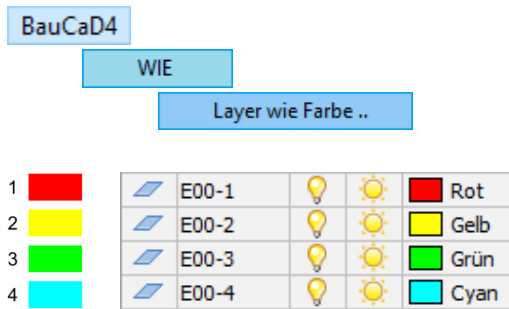 BauCaD4
WIE
Layer wie Farbe ..
1 E00-1 Rot
2 E00-2 Gelb
3 E00-3 Grün
4 E00-4 Cyan